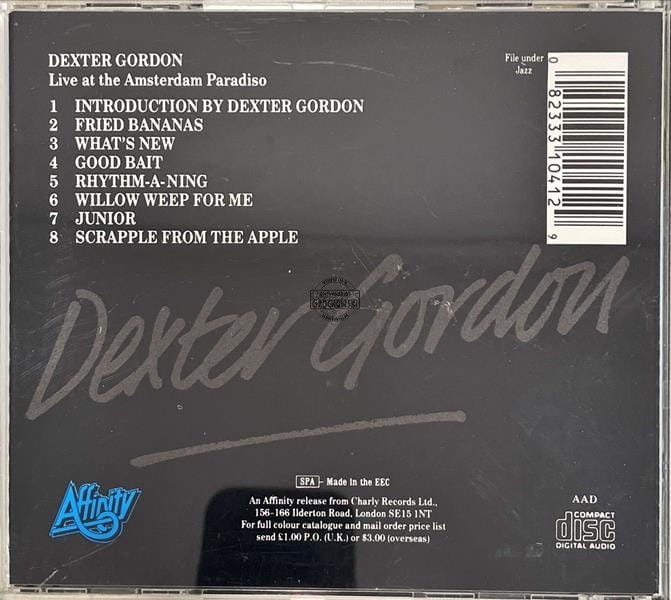 DEXTER GORDON
Live at the Amsterdam Paradiso
1 INTRODUCTION BY DEXTER GORDON
2 FRIED BANANAS
3 WHAT'S NEW
4 GOOD BAIT
5 RHYTHM-A-NING
6 WILLOW WEEP FOR ME
7 JUNIOR
8 SCRAPPLE FROM THE APPLE
File under
Jazz
0 82333 10412 9
Dexter Gordon
Affinity
SPA - Made in the EEC
An Affinity release from Charly Records Ltd.,
156-166 Ilderton Road, London SE15 1NT
For full colour catalogue and mail order price list
send £1.00 P.O. (U.K.) or $3.00 (overseas)
AAD
COMPACT
disc
DIGITAL AUDIO